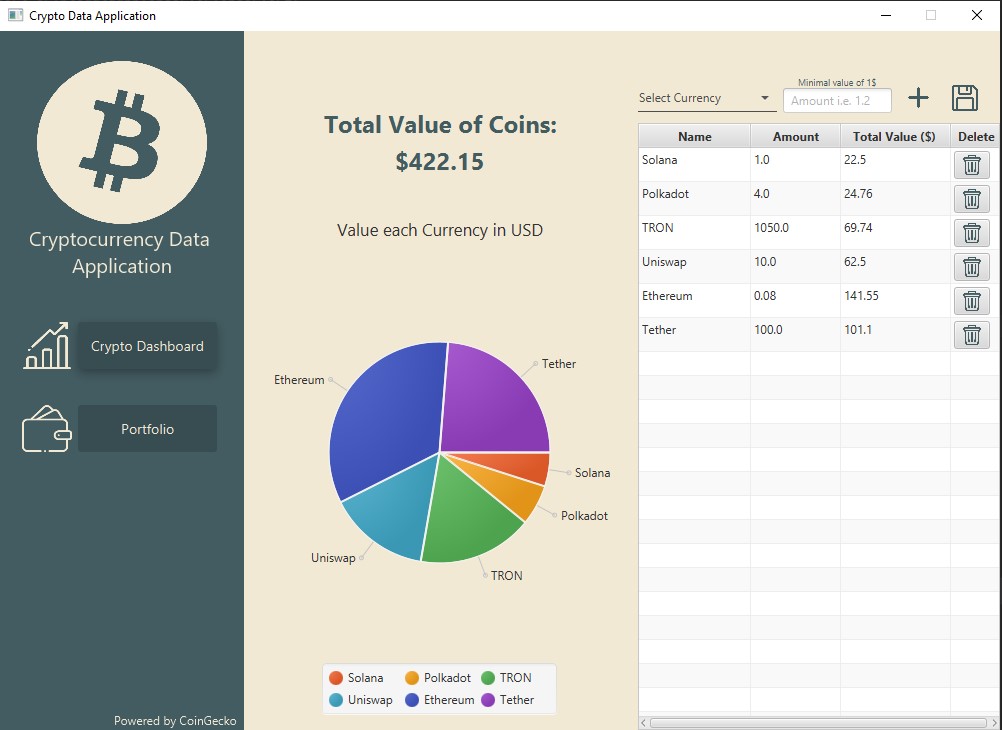 Crypto Data Application
Cryptocurrency Data
Application
Crypto Dashboard
Portfolio
Powered by CoinGecko
Total Value of Coins:
$422.15
Value each Currency in USD
Ethereum
Tether
Solana
Polkadot
TRON
Uniswap
Solana Polkadot TRON
Uniswap Ethereum Tether
Minimal value of 1$
Select Currency Amount i.e. 1.2
Name Amount Total Value ($) Delete
Solana 1.0 22.5
Polkadot 4.0 24.76
TRON 1050.0 69.74
Uniswap 10.0 62.5
Ethereum 0.08 141.55
Tether 100.0 101.1